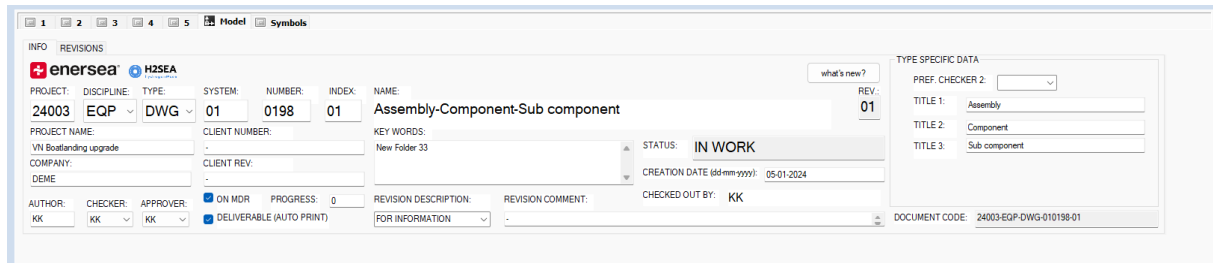 1 2 3 4 5 Model Symbols
INFO REVISIONS
enersea H2SEA
what's new?
TYPE SPECIFIC DATA
PREF. CHECKER 2:
PROJECT: DISCIPLINE: TYPE: SYSTEM: NUMBER: INDEX: NAME: REV.:
24003 EQP DWG 01 0198 01 Assembly-Component-Sub component 01
TITLE 1: Assembly
TITLE 2: Component
TITLE 3: Sub component
PROJECT NAME: CLIENT NUMBER: KEY WORDS:
VN Boatlanding upgrade - New Folder 33
STATUS: IN WORK
COMPANY: CLIENT REV:
DEME -
CREATION DATE (dd-mm-yyyy): 05-01-2024
AUTHOR: CHECKER: APPROVER: ON MDR PROGRESS: 0 REVISION DESCRIPTION: REVISION COMMENT: CHECKED OUT BY: KK
KK KK KK DELIVERABLE (AUTO PRINT) FOR INFORMATION - DOCUMENT CODE: 24003-EQP-DWG-010198-01